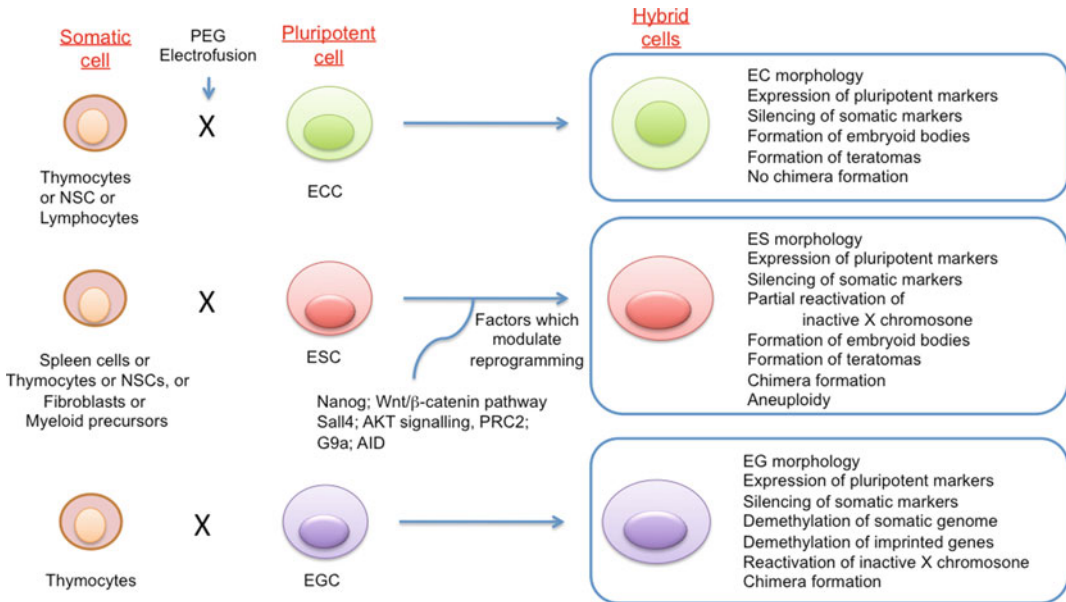 Somatic
cell
PEG
Electrofusion
Pluripotent
cell
Hybrid
cells
X
Thymocytes
or NSC or
Lymphocytes
ECC
EC morphology
Expression of pluripotent markers
Silencing of somatic markers
Formation of embryoid bodies
Formation of teratomas
No chimera formation
X
Spleen cells or
Thymocytes or NSCs, or
Fibroblasts or
Myeloid precursors
ESC
Factors which
modulate
reprogramming
Nanog; Wnt/β-catenin pathway
Sall4; AKT signalling, PRC2;
G9a; AID
ES morphology
Expression of pluripotent markers
Silencing of somatic markers
Partial reactivation of
inactive X chromosone
Formation of embryoid bodies
Formation of teratomas
Chimera formation
Aneuploidy
X
Thymocytes
EGC
EG morphology
Expression of pluripotent markers
Silencing of somatic markers
Demethylation of somatic genome
Demethylation of imprinted genes
Reactivation of inactive X chromosone
Chimera formation